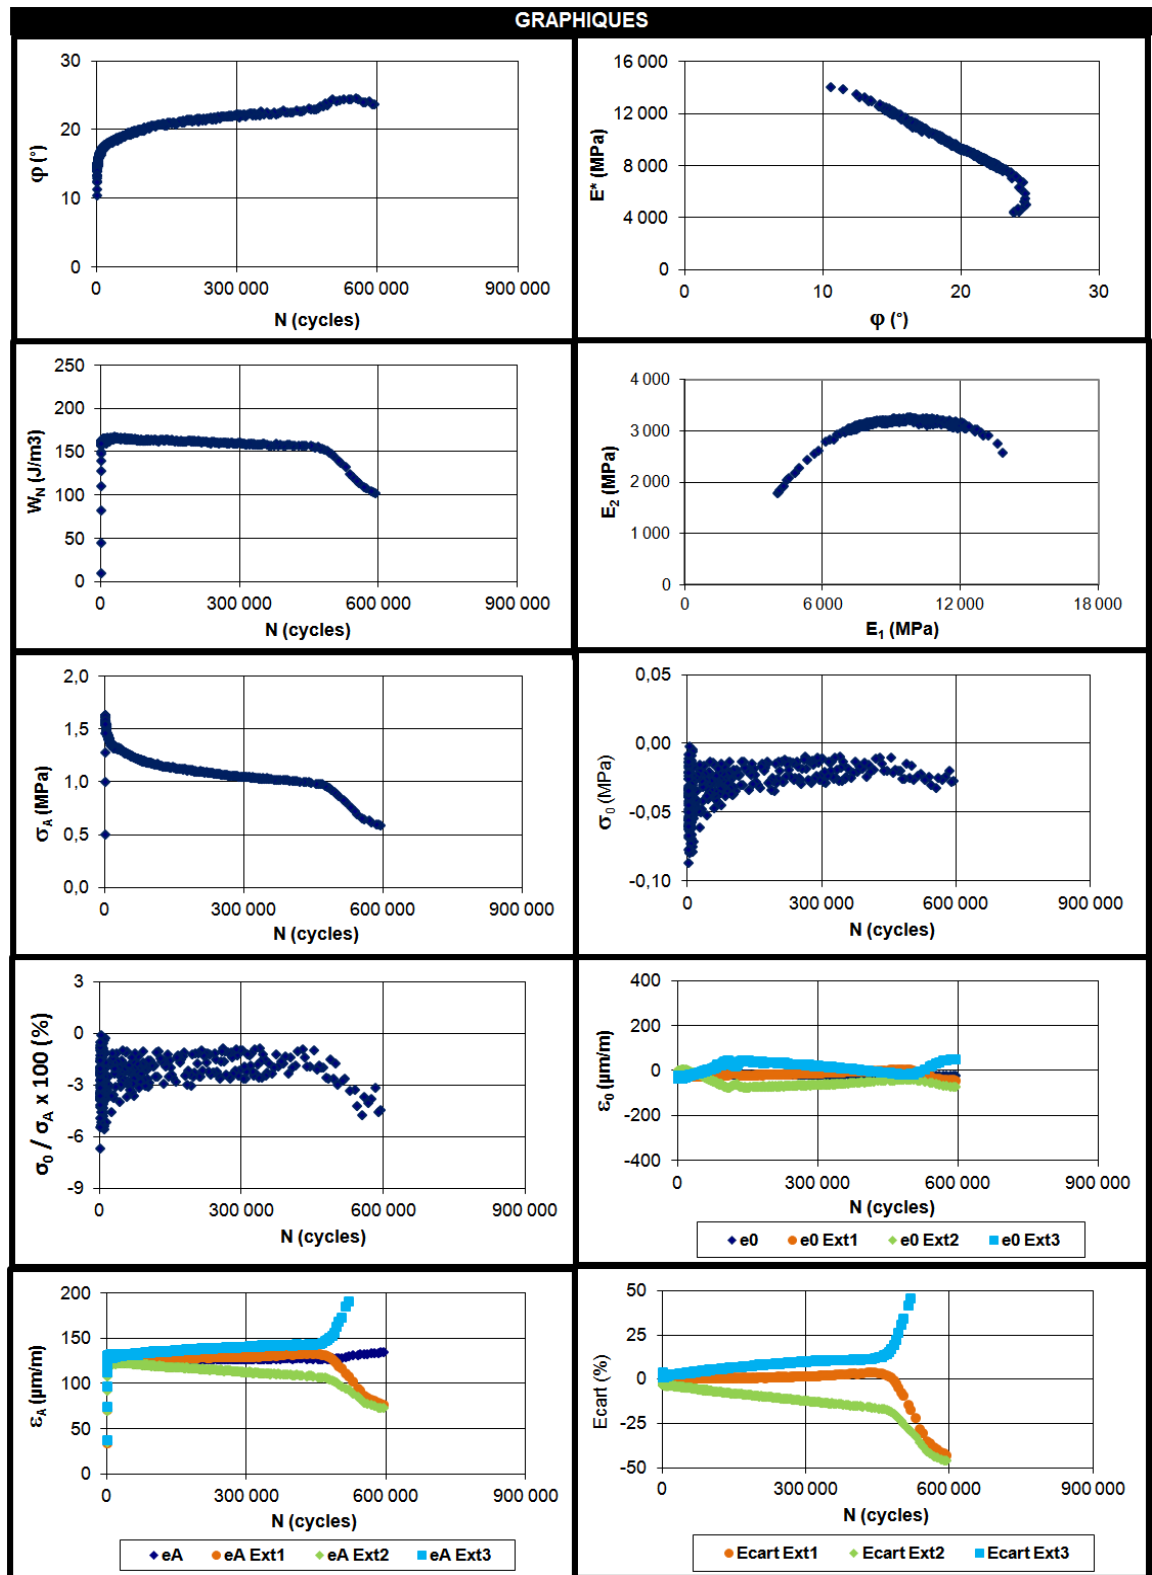 GRAPHIQUES
30
20
10
0
φ (°)
0 300 000 600 000 900 000
N (cycles)
16 000
12 000
8 000
4 000
0
E* (MPa)
0 10 20 30
φ (°)
250
200
150
100
50
0
W_N (J/m3)
0 300 000 600 000 900 000
N (cycles)
4 000
3 000
2 000
1 000
0
E₂ (MPa)
0 6 000 12 000 18 000
E₁ (MPa)
2,0
1,5
1,0
0,5
0,0
σ_A (MPa)
0 300 000 600 000 900 000
N (cycles)
0,05
0,00
-0,05
-0,10
σ₀ (MPa)
0 300 000 600 000 900 000
N (cycles)
3
0
-3
-6
-9
σ₀ / σ_A x 100 (%)
0 300 000 600 000 900 000
N (cycles)
400
200
0
-200
-400
ε₀ (µm/m)
0 300 000 600 000 900 000
N (cycles)
e0 e0 Ext1 e0 Ext2 e0 Ext3
200
150
100
50
0
ε_A (µm/m)
0 300 000 600 000 900 000
N (cycles)
eA eA Ext1 eA Ext2 eA Ext3
50
25
0
-25
-50
Ecart (%)
0 300 000 600 000 900 000
N (cycles)
Ecart Ext1 Ecart Ext2 Ecart Ext3